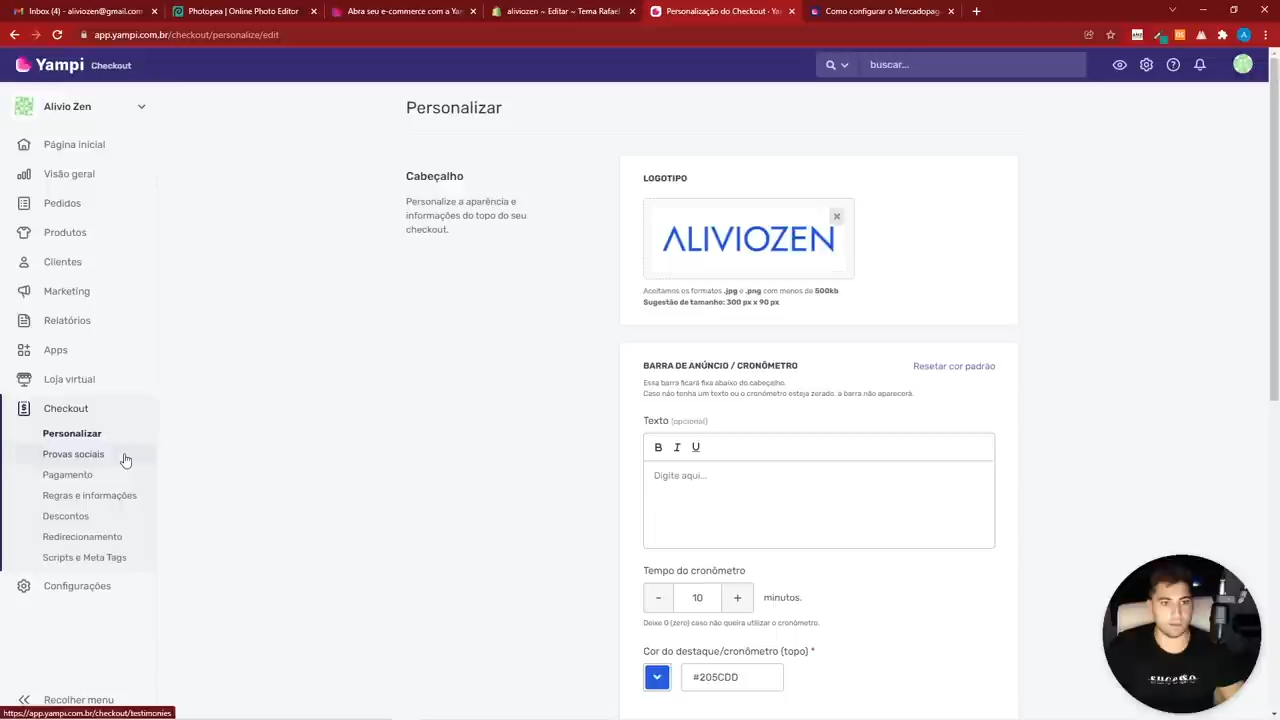 Inbox (4) - aliviozen@gmail
Photopea | Online Photo Editor
Abra seu e-commerce com a Ya
aliviozen ~ Editar ~ Tema Rafael
Personalização do Checkout · Ya
Como configurar o Mercadopag
app.yampi.com.br/checkout/personalize/edit
Yampi Checkout
buscar...
Alivio Zen
Página inicial
Visão geral
Pedidos
Produtos
Clientes
Marketing
Relatórios
Apps
Loja virtual
Checkout
Personalizar
Provas sociais
Pagamento
Regras e informações
Descontos
Redirecionamento
Scripts e Meta Tags
Configurações
Recolher menu
https://app.yampi.com.br/checkout/testimonies
Personalizar
Cabeçalho
Personalize a aparência e
informações do topo do seu
checkout.
LOGOTIPO
ALIVIOZEN
Aceitamos os formatos .jpg e .png com menos de 500kb
Sugestão de tamanho: 300 px x 90 px
BARRA DE ANÚNCIO / CRONÔMETRO
Resetar cor padrão
Essa barra ficará fixa abaixo do cabeçalho.
Caso não tenha um texto ou o cronômetro esteja zerado, a barra não aparecerá.
Texto (opcional)
B I U
Digite aqui...
Tempo do cronômetro
- 10 + minutos.
Deixe 0 (zero) caso não queira utilizar o cronômetro.
Cor do destaque/cronômetro (topo) *
#205CDD